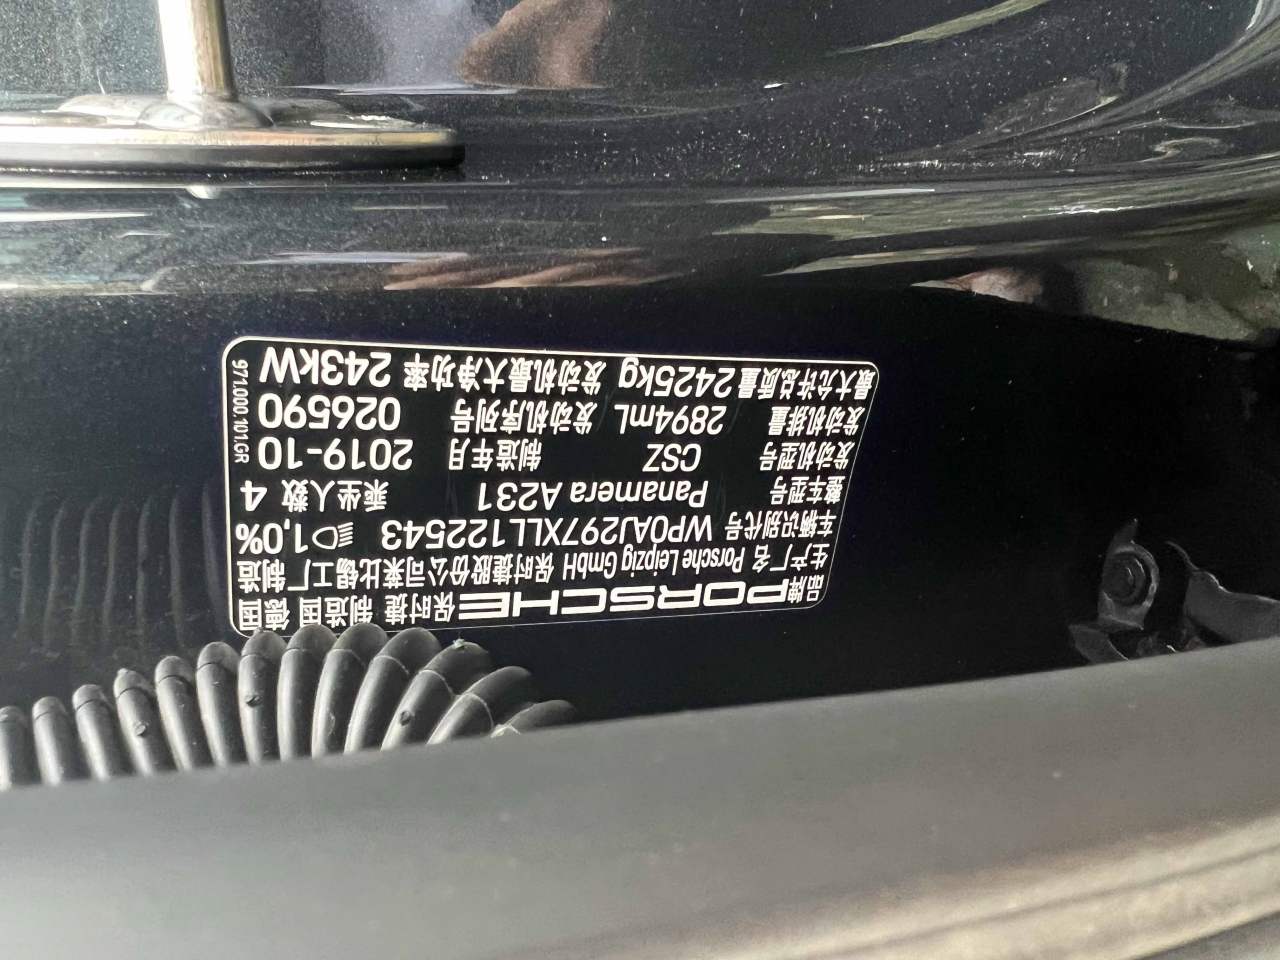 品牌 PORSCHE 保时捷 制造国 德国
生产厂名 Porsche Leipzig GmbH 保时捷股份公司莱比锡工厂制造
车辆识别代号 WP0AJ297XLL122543 1,0%
整车型号 Panamera A231 乘坐人数 4
发动机型号 CSZ 制造年月 2019-10
发动机排量 2894mL 发动机序列号 026590
最大允许总质量 2425kg 发动机最大净功率 243kW
971.000.101.GR